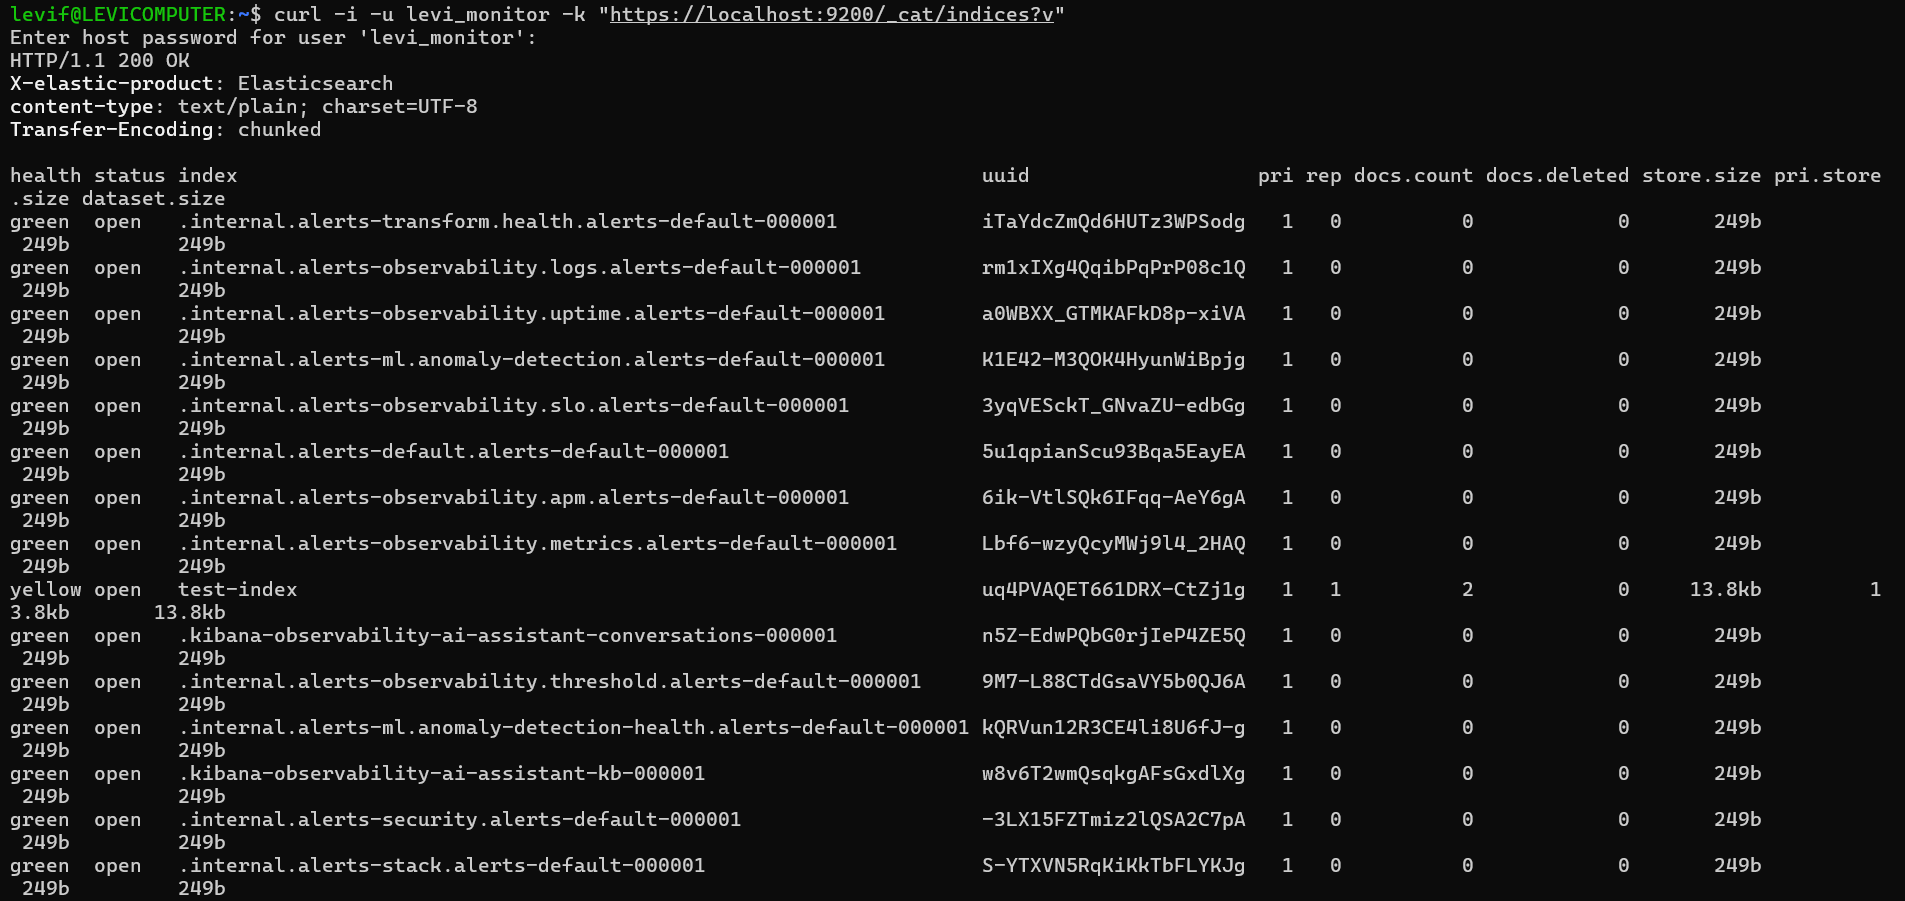 levif@LEVICOMPUTER:~$ curl -i -u levi_monitor -k "https://localhost:9200/_cat/indices?v"
Enter host password for user 'levi_monitor':
HTTP/1.1 200 OK
X-elastic-product: Elasticsearch
content-type: text/plain; charset=UTF-8
Transfer-Encoding: chunked

health status index                                                              uuid                   pri rep docs.count docs.deleted store.size pri.store
.size dataset.size
green  open   .internal.alerts-transform.health.alerts-default-000001            iTaYdcZmQd6HUTz3WPSodg   1   0          0            0       249b
 249b         249b
green  open   .internal.alerts-observability.logs.alerts-default-000001          rm1xIXg4QqibPqPrP08c1Q   1   0          0            0       249b
 249b         249b
green  open   .internal.alerts-observability.uptime.alerts-default-000001        a0WBXX_GTMKAFkD8p-xiVA   1   0          0            0       249b
 249b         249b
green  open   .internal.alerts-ml.anomaly-detection.alerts-default-000001        K1E42-M3QOK4HyunWiBpjg   1   0          0            0       249b
 249b         249b
green  open   .internal.alerts-observability.slo.alerts-default-000001           3yqVESckT_GNvaZU-edbGg   1   0          0            0       249b
 249b         249b
green  open   .internal.alerts-default.alerts-default-000001                     5u1qpianScu93Bqa5EayEA   1   0          0            0       249b
 249b         249b
green  open   .internal.alerts-observability.apm.alerts-default-000001           6ik-VtlSQk6IFqq-AeY6gA   1   0          0            0       249b
 249b         249b
green  open   .internal.alerts-observability.metrics.alerts-default-000001       Lbf6-wzyQcyMWj9l4_2HAQ   1   0          0            0       249b
 249b         249b
yellow open   test-index                                                         uq4PVAQET661DRX-CtZj1g   1   1          2            0     13.8kb         1
3.8kb       13.8kb
green  open   .kibana-observability-ai-assistant-conversations-000001            n5Z-EdwPQbG0rjIeP4ZE5Q   1   0          0            0       249b
 249b         249b
green  open   .internal.alerts-observability.threshold.alerts-default-000001     9M7-L88CTdGsaVY5b0QJ6A   1   0          0            0       249b
 249b         249b
green  open   .internal.alerts-ml.anomaly-detection-health.alerts-default-000001 kQRVun12R3CE4li8U6fJ-g   1   0          0            0       249b
 249b         249b
green  open   .kibana-observability-ai-assistant-kb-000001                       w8v6T2wmQsqkgAFsGxdlXg   1   0          0            0       249b
 249b         249b
green  open   .internal.alerts-security.alerts-default-000001                    -3LX15FZTmiz2lQSA2C7pA   1   0          0            0       249b
 249b         249b
green  open   .internal.alerts-stack.alerts-default-000001                       S-YTXVN5RqKiKkTbFLYKJg   1   0          0            0       249b
 249b         249b